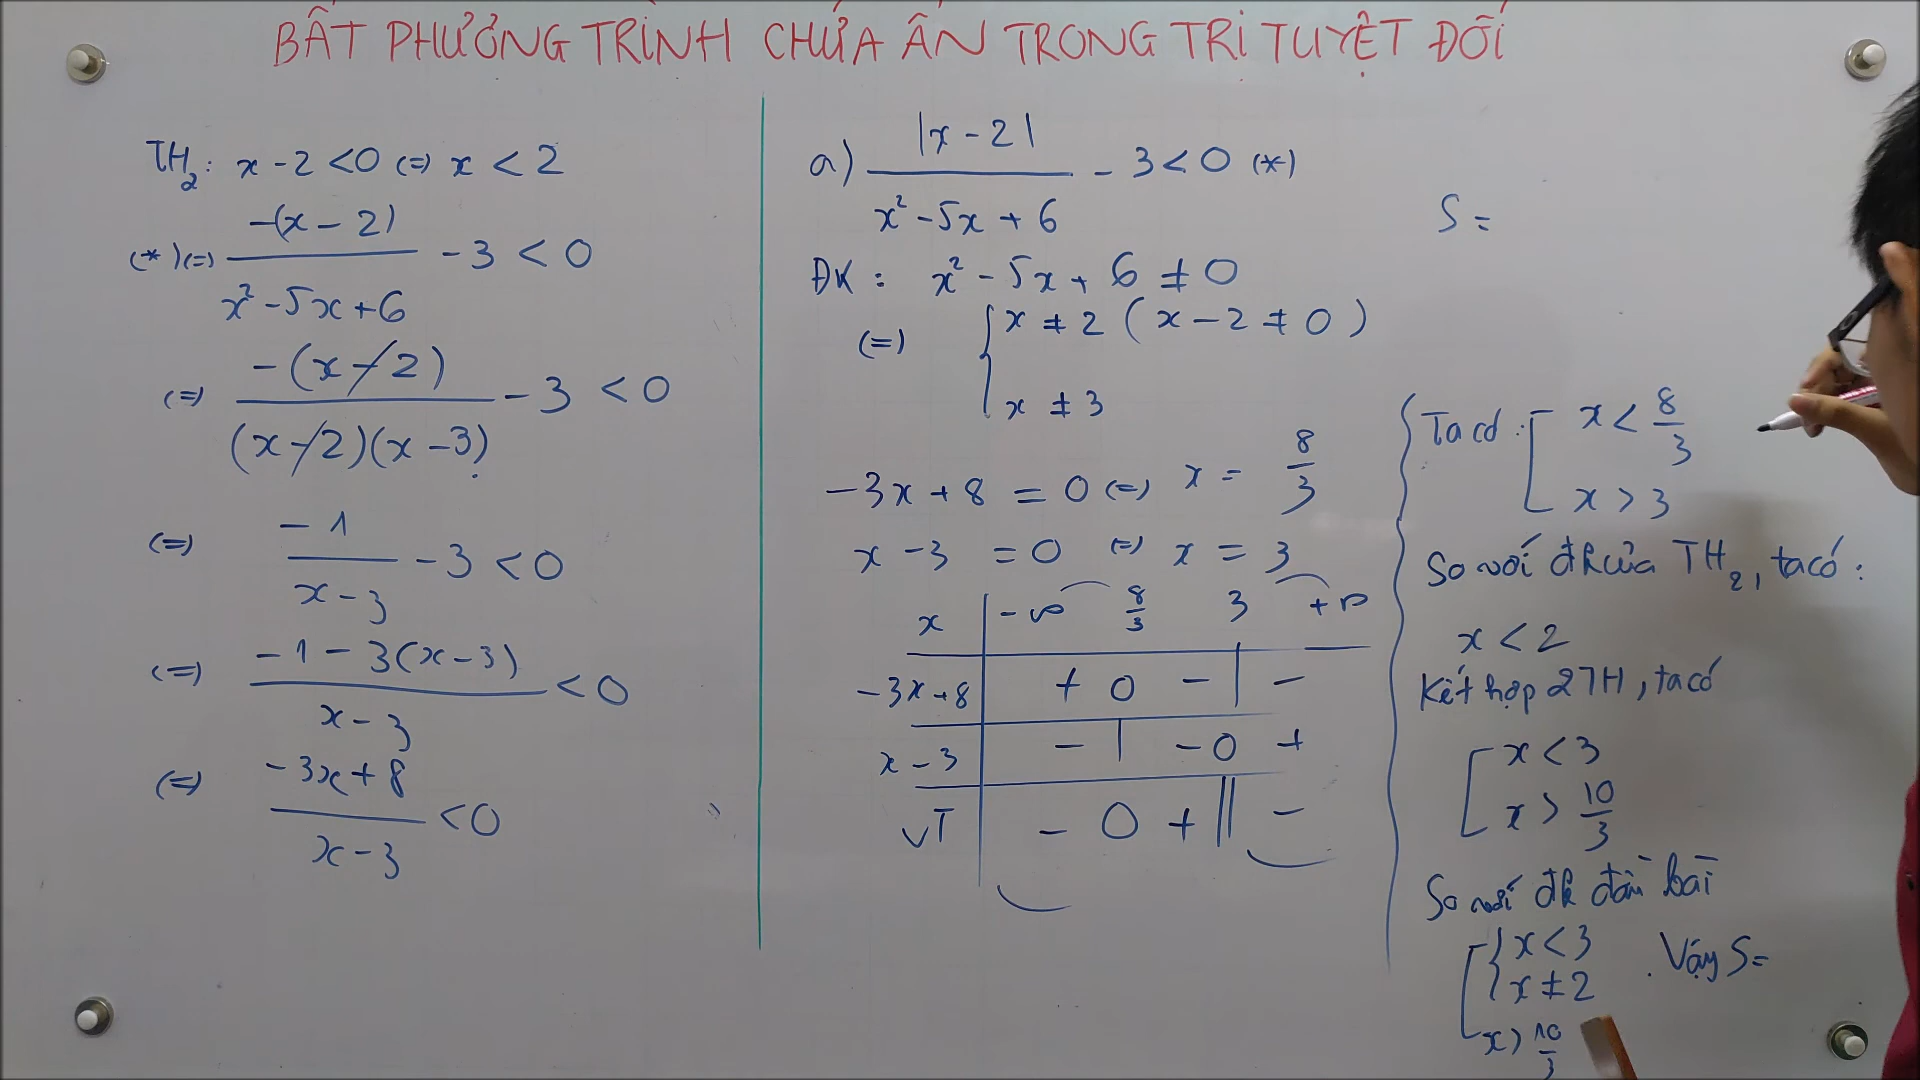 BẤT PHƯƠNG TRÌNH CHỨA ẨN TRONG TRỊ TUYỆT ĐỐI
TH₂: x - 2 < 0 (=) x < 2
(*) (=) -(x - 2) / x² - 5x + 6 - 3 < 0
(=) -(x - 2) / (x - 2)(x - 3) - 3 < 0
(=) -1 / x - 3 - 3 < 0
(=) -1 - 3(x - 3) / x - 3 < 0
(=) -3x + 8 / x - 3 < 0
a) |x - 2| / x² - 5x + 6 - 3 < 0 (*)
ĐK : x² - 5x + 6 ≠ 0
(=) { x ≠ 2 ( x - 2 ≠ 0 )
x ≠ 3
-3x + 8 = 0 (=) x = 8/3
x - 3 = 0 (=) x = 3
x | -∞ 8/3 3 +∞
-3x + 8 | + 0 - | -
x - 3 | - | - 0 +
VT | - 0 + || -
S =
Ta có : [ x < 8/3
x > 3
So với đk của TH₂, ta có :
x < 2
Kết hợp 2TH, ta có
[ x < 3
x > 10/3
So với đk đầu bài
[ { x < 3
x ≠ 2
x > 10/3
. Vậy S =